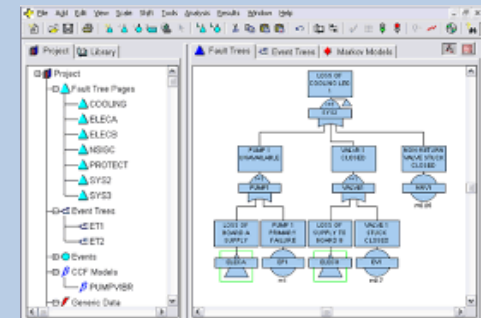 File Add Edit View Scale Shift Tools Analysis Results Window Help
Project Library
Fault Trees Event Trees Markov Models
Project
Fault Tree Pages
COOLING
ELECA
ELECB
NSIGC
PROTECT
SYS2
SYS3
Event Trees
ET1
ET2
Events
CCF Models
PUMPVIBR
Generic Data
LOSS OF
COOLING LEG
1
SYS2
PUMP 1
UNAVAILABLE
VALVE 1
CLOSED
NON-RETURN
VALVE STUCK
CLOSED
PUMP1
VALVE1
NRV1
LOSS OF
BOARD A
SUPPLY
PUMP 1
PRIMARY
FAILURE
LOSS OF
SUPPLY TO
BOARD B
VALVE 1
STUCK
CLOSED
ELECA
EP1
ELECB
EV1